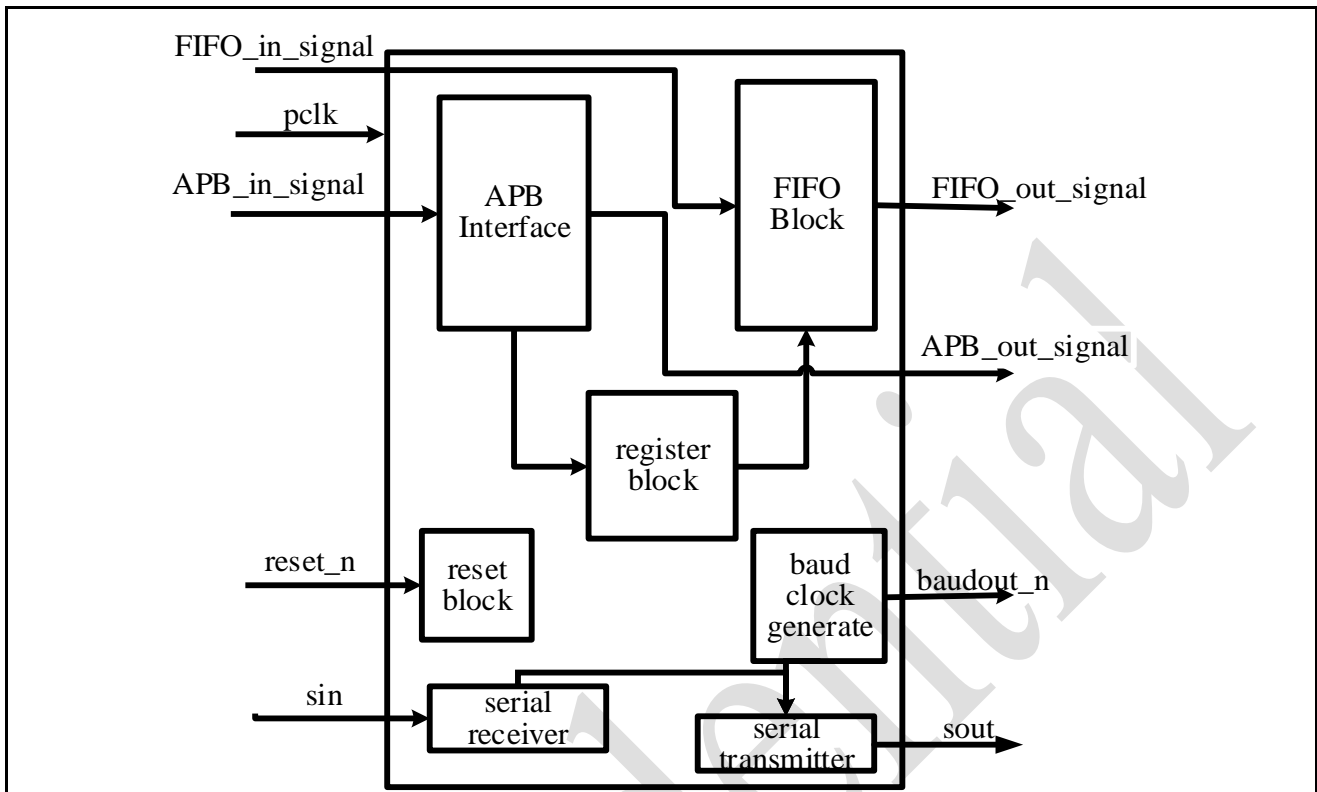 FIFO_in_signal
pclk
APB_in_signal
APB
Interface
FIFO
Block
FIFO_out_signal
APB_out_signal
register
block
reset_n
reset
block
baud
clock
generate
baudout_n
sin
serial
receiver
serial
transmitter
sout
dential